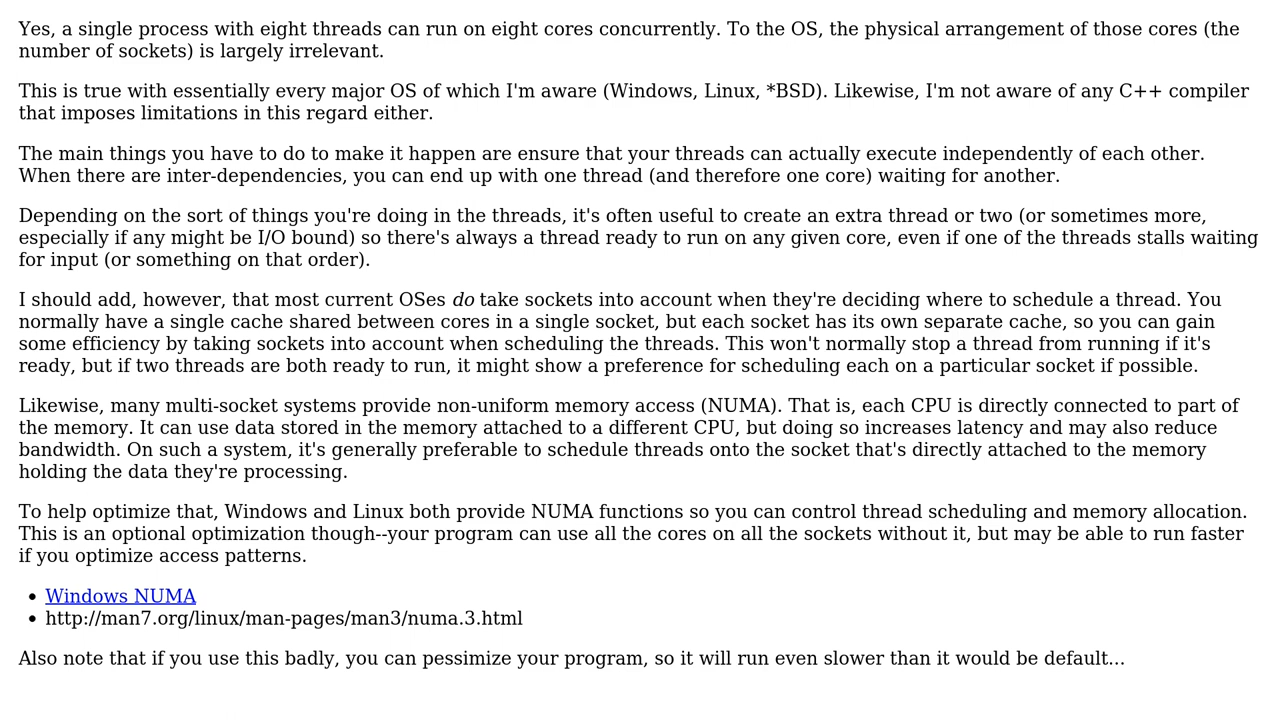 Yes, a single process with eight threads can run on eight cores concurrently. To the OS, the physical arrangement of those cores (the
number of sockets) is largely irrelevant.
This is true with essentially every major OS of which I'm aware (Windows, Linux, *BSD). Likewise, I'm not aware of any C++ compiler
that imposes limitations in this regard either.
The main things you have to do to make it happen are ensure that your threads can actually execute independently of each other.
When there are inter-dependencies, you can end up with one thread (and therefore one core) waiting for another.
Depending on the sort of things you're doing in the threads, it's often useful to create an extra thread or two (or sometimes more,
especially if any might be I/O bound) so there's always a thread ready to run on any given core, even if one of the threads stalls waiting
for input (or something on that order).
I should add, however, that most current OSes do take sockets into account when they're deciding where to schedule a thread. You
normally have a single cache shared between cores in a single socket, but each socket has its own separate cache, so you can gain
some efficiency by taking sockets into account when scheduling the threads. This won't normally stop a thread from running if it's
ready, but if two threads are both ready to run, it might show a preference for scheduling each on a particular socket if possible.
Likewise, many multi-socket systems provide non-uniform memory access (NUMA). That is, each CPU is directly connected to part of
the memory. It can use data stored in the memory attached to a different CPU, but doing so increases latency and may also reduce
bandwidth. On such a system, it's generally preferable to schedule threads onto the socket that's directly attached to the memory
holding the data they're processing.
To help optimize that, Windows and Linux both provide NUMA functions so you can control thread scheduling and memory allocation.
This is an optional optimization though--your program can use all the cores on all the sockets without it, but may be able to run faster
if you optimize access patterns.
• Windows NUMA
• http://man7.org/linux/man-pages/man3/numa.3.html
Also note that if you use this badly, you can pessimize your program, so it will run even slower than it would be default...